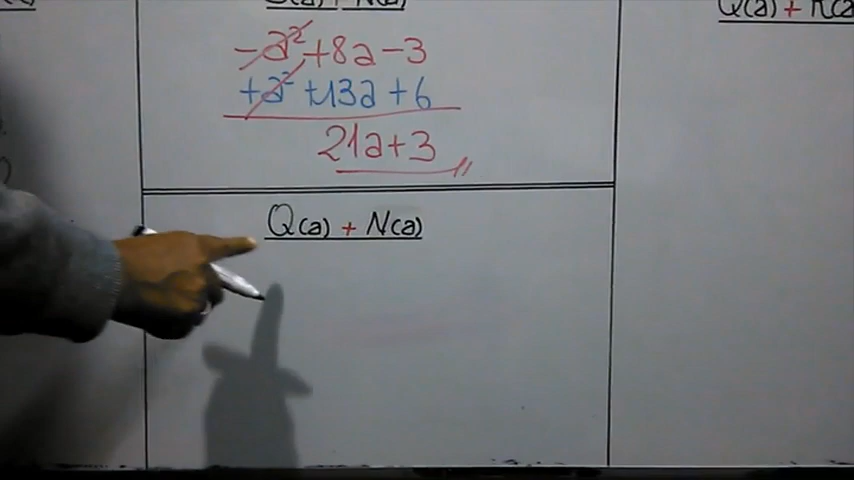 -a²+8a-3
+a²+13a+6
21a+3
Q(a) + N(a)
Q(a) + R(a